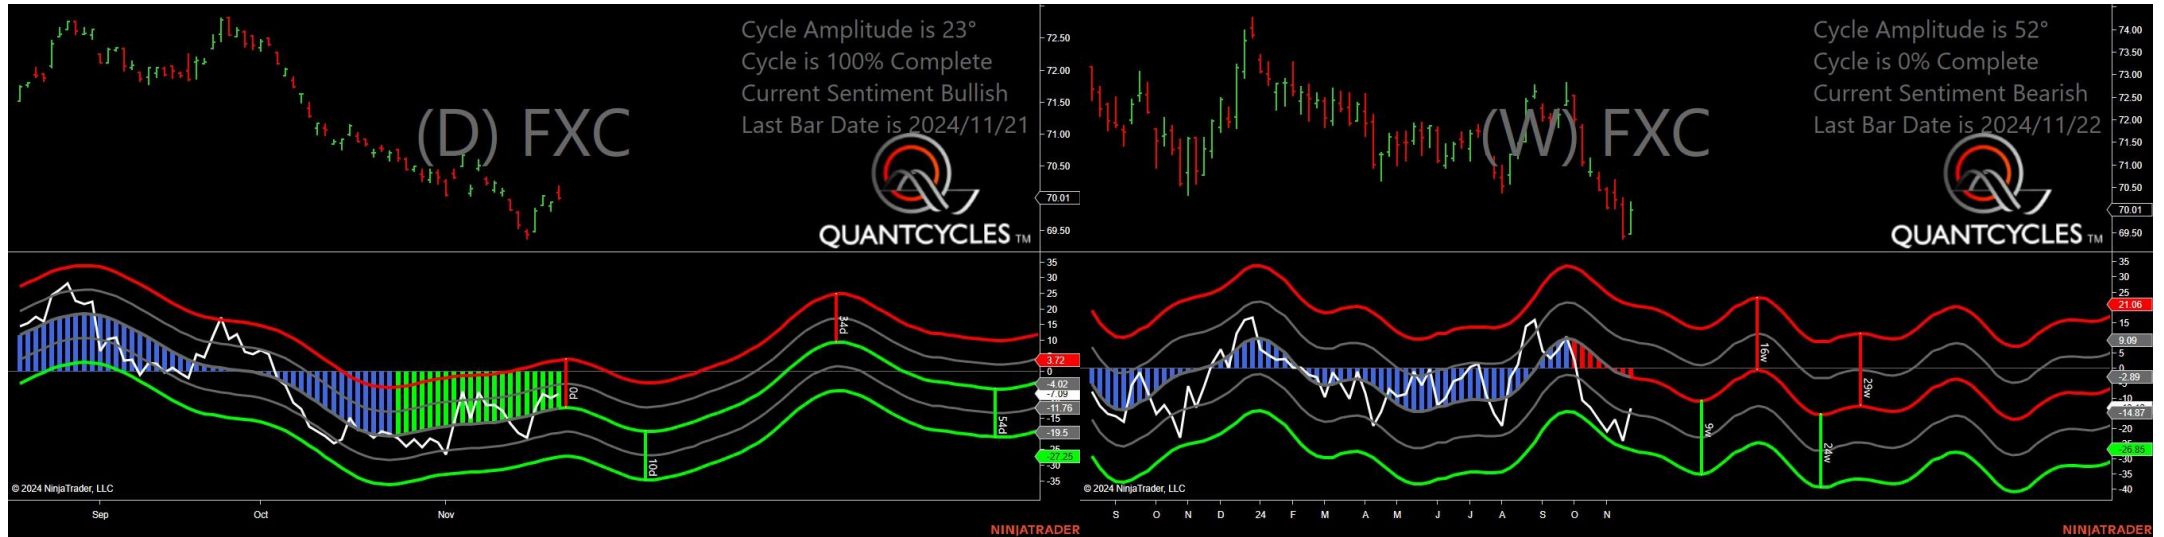 Cycle Amplitude is 23°
Cycle is 100% Complete
Current Sentiment Bullish
Last Bar Date is 2024/11/21
(D) FXC
QUANTCYCLES TM
72.50
72.00
71.50
71.00
70.50
70.01
69.50
35
30
25
20
15
10
3.72
0
-4.02
-7.09
-11.76
-19.5
-27.25
-30
-35
34d
0d
10d
54d
© 2024 NinjaTrader, LLC
Sep
Oct
Nov
NINJATRADER
Cycle Amplitude is 52°
Cycle is 0% Complete
Current Sentiment Bearish
Last Bar Date is 2024/11/22
(W) FXC
QUANTCYCLES TM
74.00
73.50
73.00
72.50
72.00
71.50
71.00
70.50
70.01
69.50
35
30
25
21.06
15
9.09
5
0
-2.89
-10
-14.87
-20
-26.85
-30
-35
-40
16w
29w
9w
24w
© 2024 NinjaTrader, LLC
S O N D 24 F M A M J J A S O N
NINJATRADER